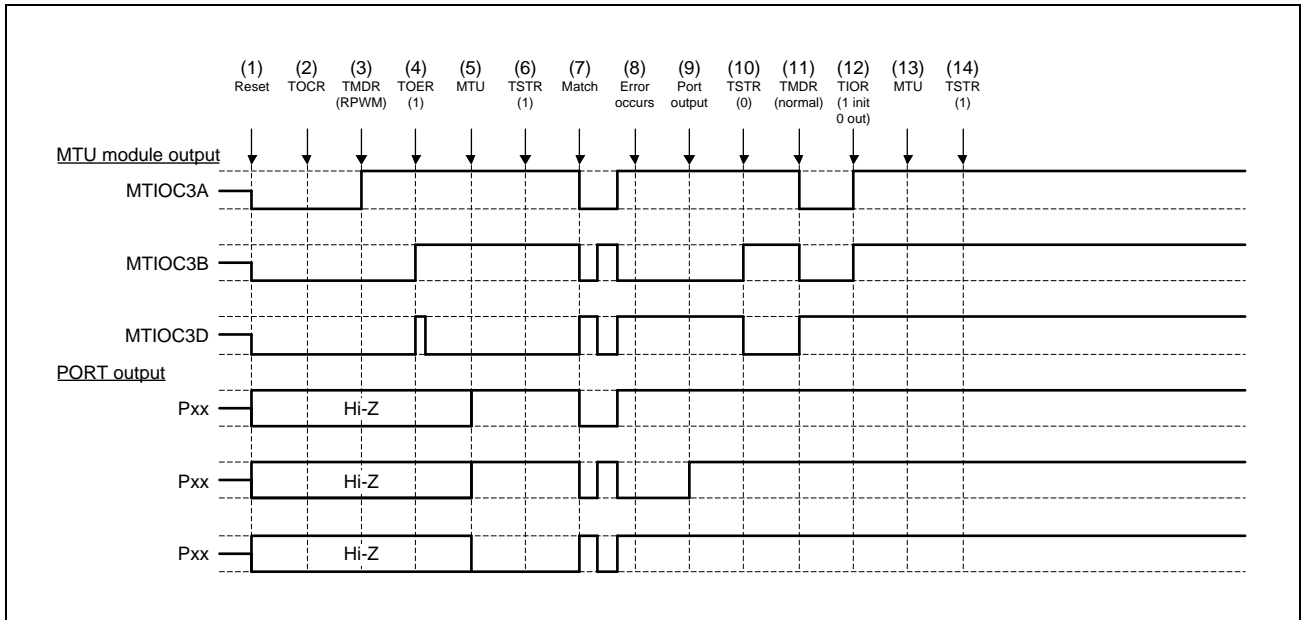 (1) (2) (3) (4) (5) (6) (7) (8) (9) (10) (11) (12) (13) (14)
Reset TOCR TMDR TOER MTU TSTR Match Error Port TSTR TMDR TIOR MTU TSTR
(RPWM) (1) (1) occurs output (0) (normal) (1 init (1)
0 out)
MTU module output
MTIOC3A
MTIOC3B
MTIOC3D
PORT output
Pxx Hi-Z
Pxx Hi-Z
Pxx Hi-Z